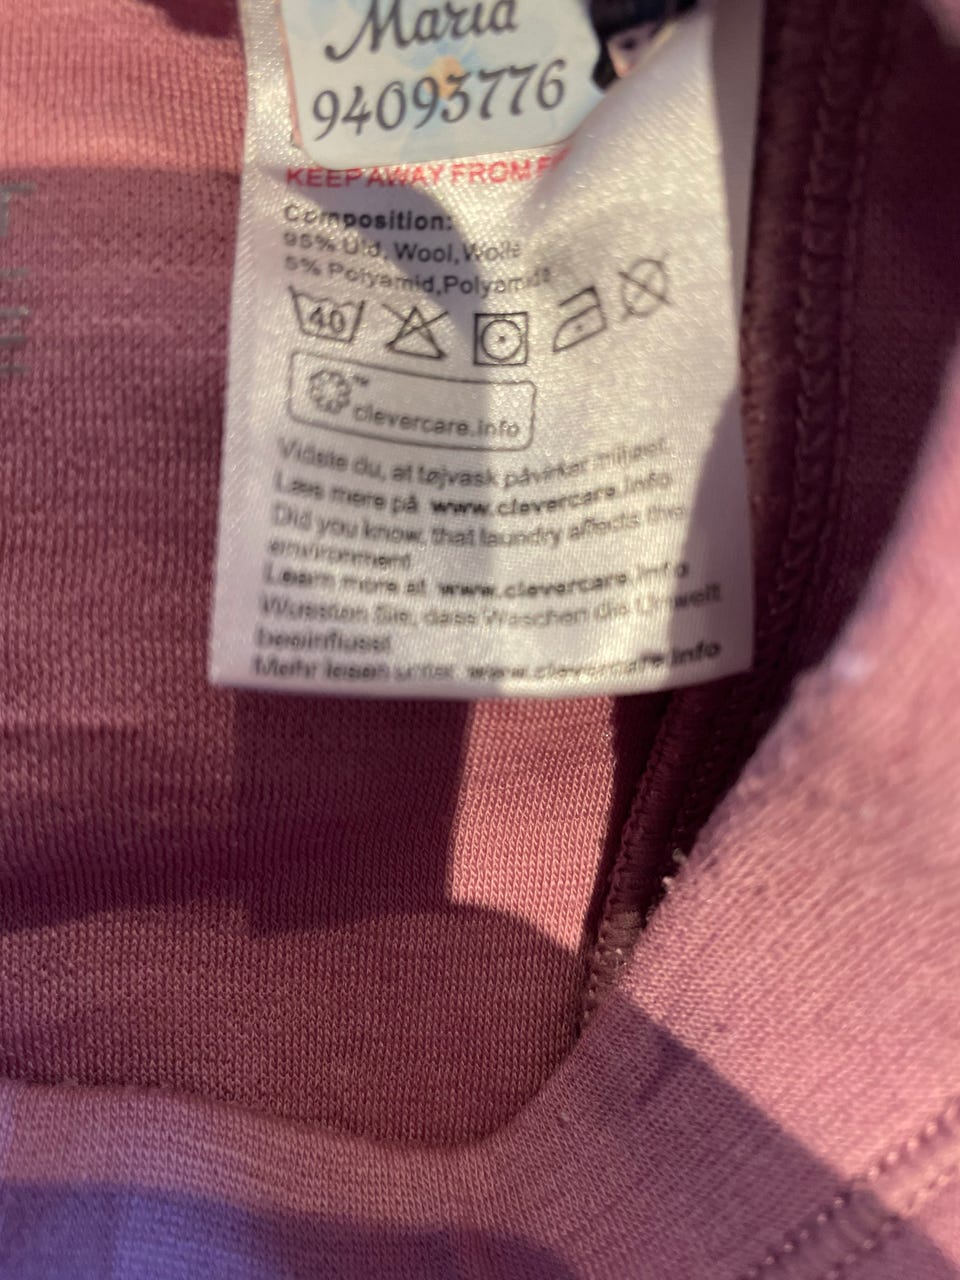 Maria
94093776
KEEP AWAY FROM
Composition:
95% Uld, Wool, Wolle
5% Polyamid,Polyamide
40
™
clevercare.info
Vidste du, at tøjvask påvirker miljøet.
Læs mere på www.clevercare.info
Did you know, that laundry affects the
environment
Learn more at www.clevercare.info
Wussten Sie, dass Waschen die Umwelt
beeinflusst
Mehr lesen unter www.clevercare.info